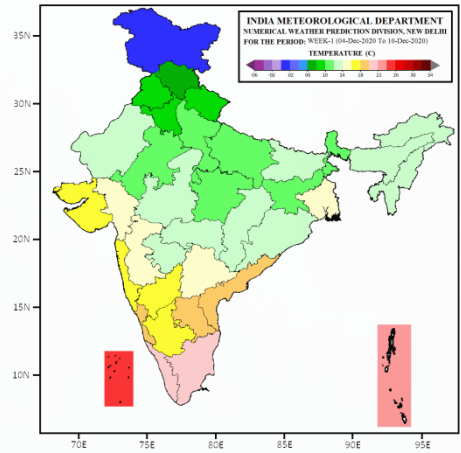 INDIA METEOROLOGICAL DEPARTMENT
NUMERICAL WEATHER PREDICTION DIVISION, NEW DELHI
FOR THE PERIOD: WEEK-1 (04-Dec-2020 To 10-Dec-2020)
TEMPERATURE (C)
-06 -02 02 06 10 14 18 22 26 30 34
35N
30N
25N
20N
15N
10N
70E 75E 80E 85E 90E 95E